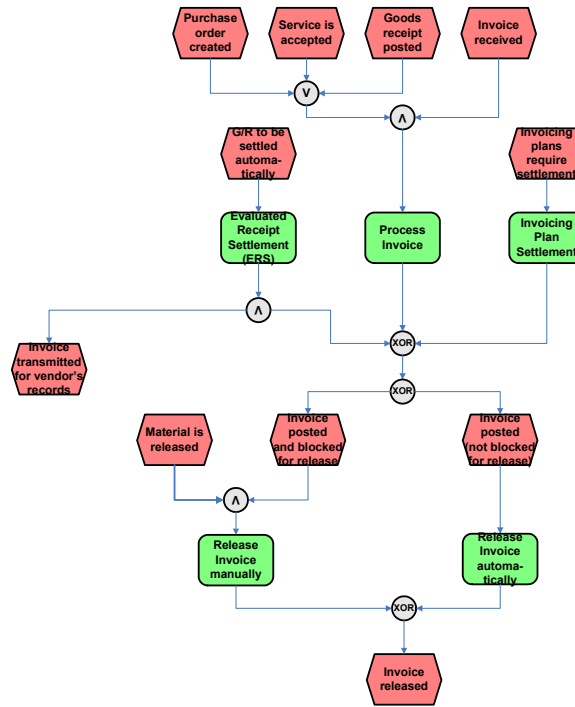 Purchase
order
created
Service is
accepted
Goods
receipt
posted
Invoice
received
V
Λ
G/R to be
settled
automa-
tically
Invoicing
plans
require
settlement
Evaluated
Receipt
Settlement
(ERS)
Process
Invoice
Invoicing
Plan
Settlement
Λ
XOR
Invoice
transmitted
for vendor's
records
XOR
Material is
released
Invoice
posted
and blocked
for release
Invoice
posted
(not blocked
for release)
Λ
Release
Invoice
manually
Release
Invoice
automa-
tically
XOR
Invoice
released